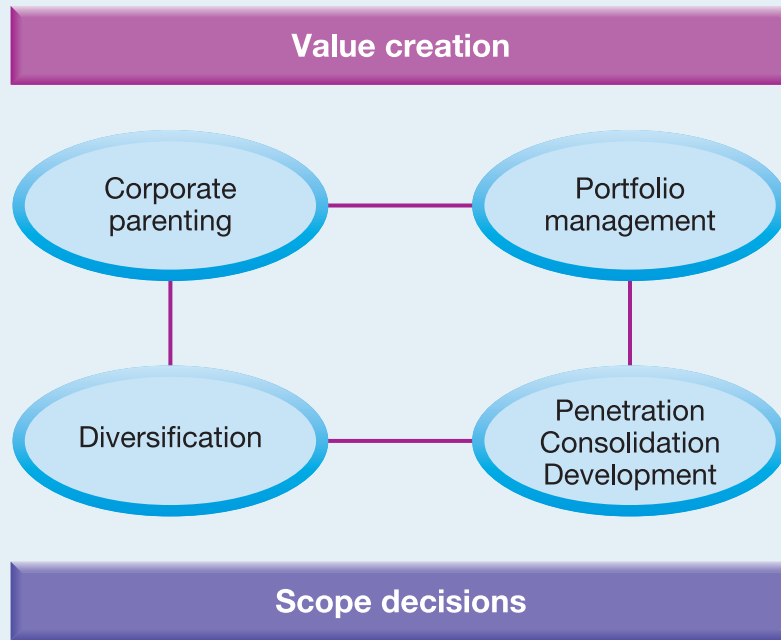 Value creation
Corporate
parenting
Portfolio
management
Diversification
Penetration
Consolidation
Development
Scope decisions